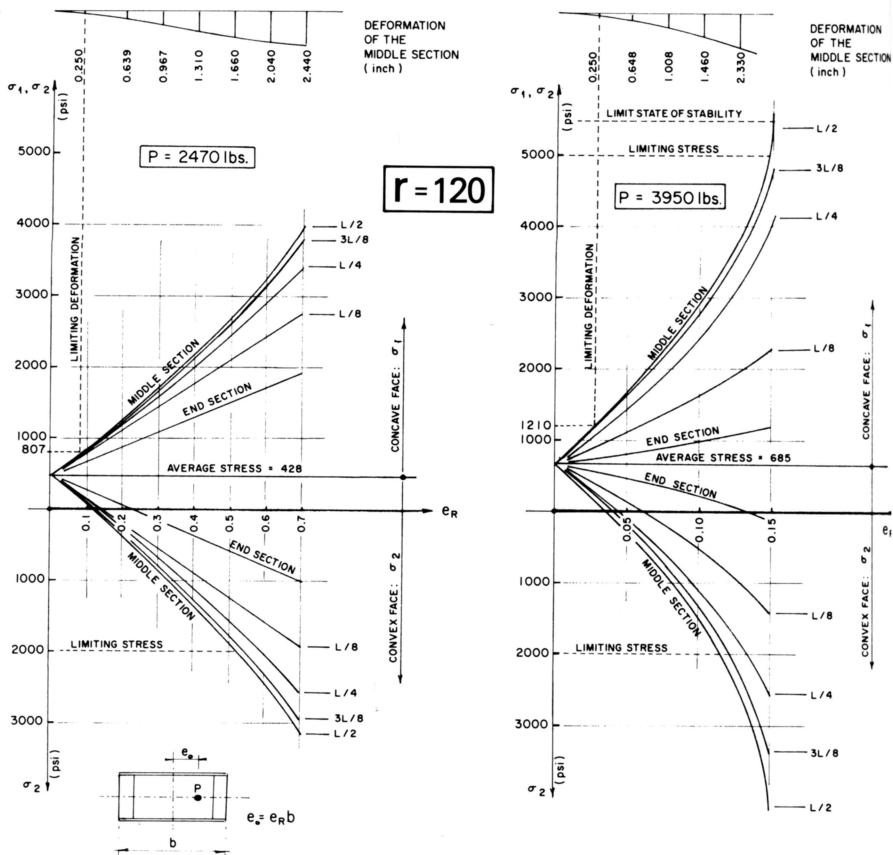 DEFORMATION
OF THE
MIDDLE SECTION
(inch)
0.250
0.639
0.967
1.310
1.660
2.040
2.440
σ₁, σ₂
(psi)
5000
4000
3000
2000
1000
807
P = 2470 lbs.
LIMITING DEFORMATION
MIDDLE SECTION
END SECTION
L/2
3L/8
L/4
L/8
CONCAVE FACE: σ₁
AVERAGE STRESS = 428
0.1
0.2
0.3
0.4
0.5
0.6
0.7
e_R
END SECTION
MIDDLE SECTION
CONVEX FACE: σ₂
1000
LIMITING STRESS
2000
3000
L/8
L/4
3L/8
L/2
σ₂
(psi)
e₀
P
e₀ = e_R b
b
r = 120
DEFORMATION
OF THE
MIDDLE SECTION
(inch)
0.250
0.648
1.008
1.460
2.330
σ₁, σ₂
(psi)
LIMIT STATE OF STABILITY
LIMITING STRESS
5000
4000
3000
2000
1210
1000
P = 3950 lbs.
LIMITING DEFORMATION
MIDDLE SECTION
END SECTION
L/2
3L/8
L/4
L/8
CONCAVE FACE: σ₁
AVERAGE STRESS = 685
END SECTION
0.05
0.10
0.15
MIDDLE SECTION
CONVEX FACE: σ₂
1000
LIMITING STRESS
2000
3000
L/8
L/4
3L/8
L/2
σ₂
(psi)